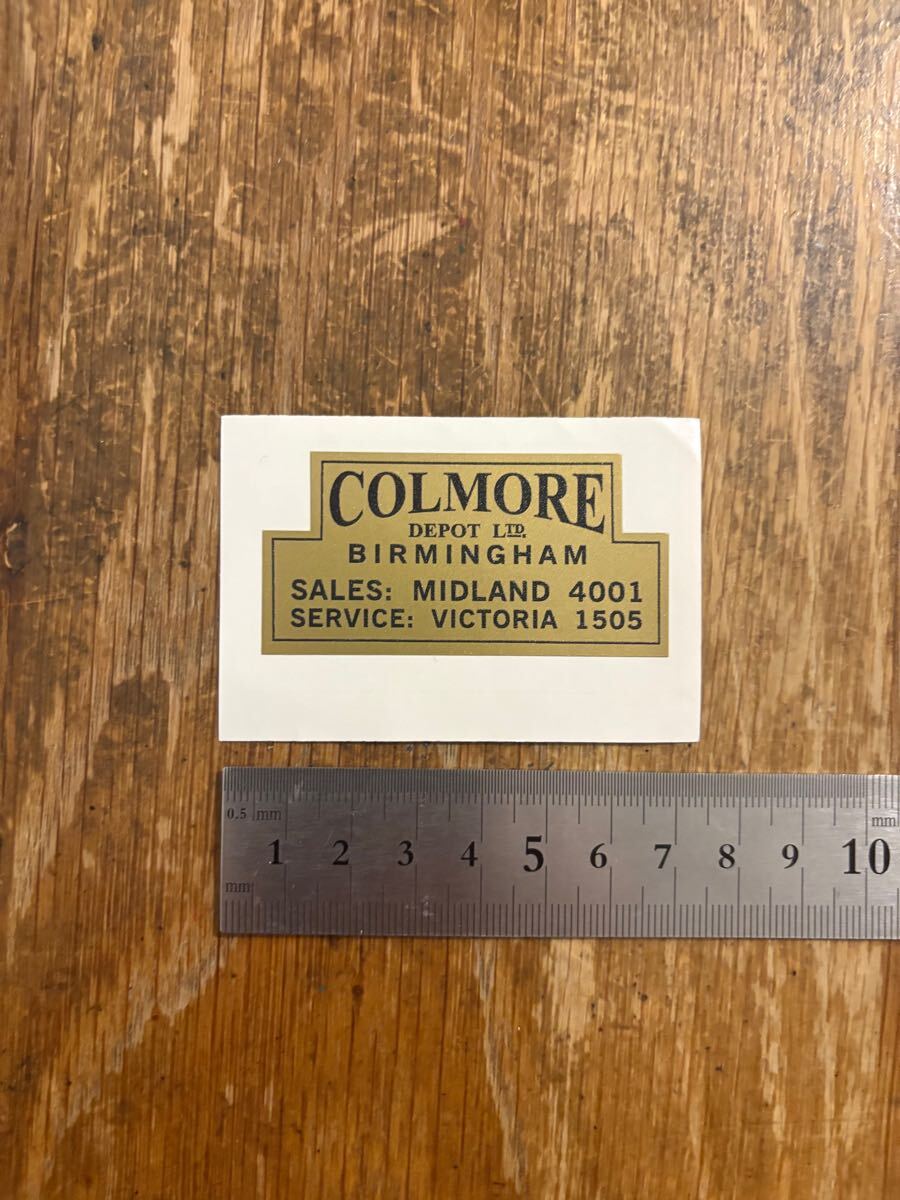 COLMORE
DEPOT LTD.
BIRMINGHAM
SALES: MIDLAND 4001
SERVICE: VICTORIA 1505
0.5 mm
mm
1 2 3 4 5 6 7 8 9 10
mm